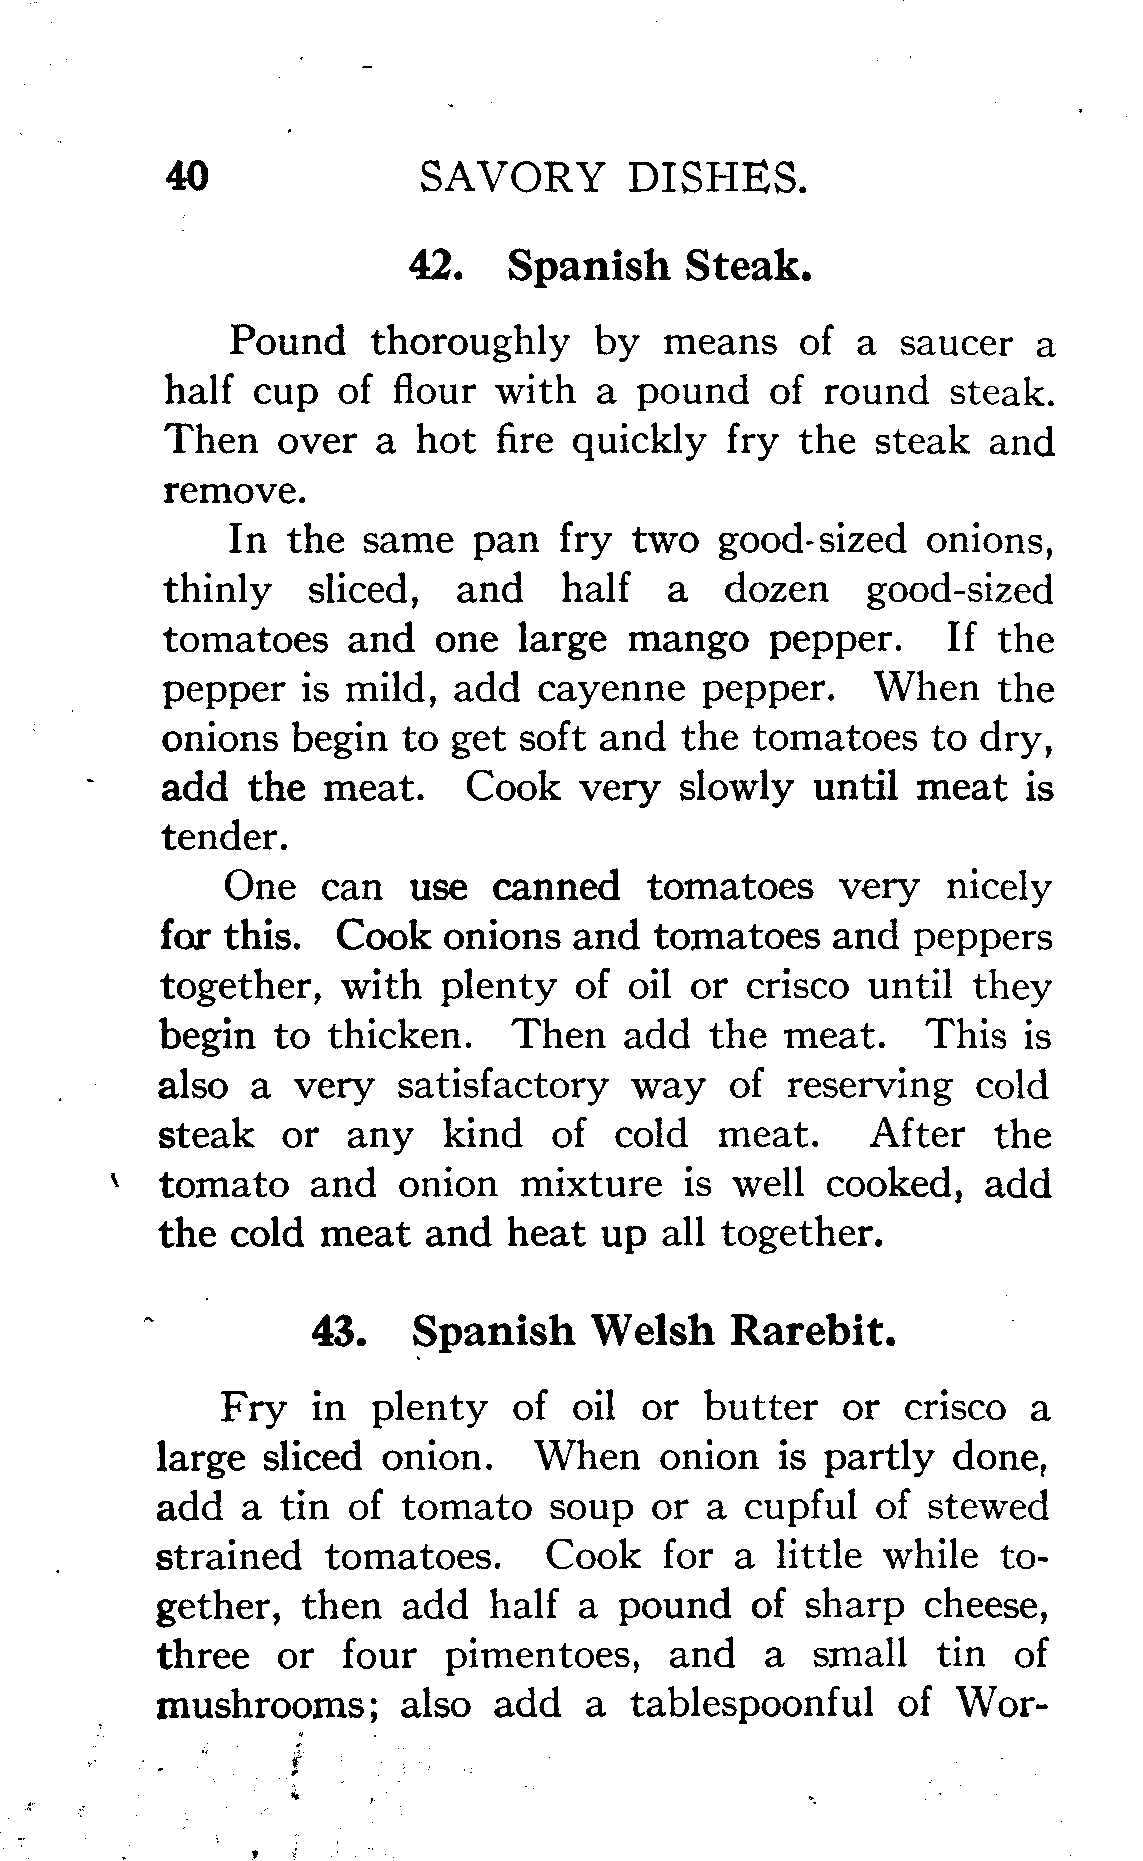 40 SAVORY DISHES.
42. Spanish Steak.
Pound thoroughly by means of a saucer a
half cup of flour with a pound of round steak.
Then over a hot fire quickly fry the steak and
remove.
In the same pan fry two good-sized onions,
thinly sliced, and half a dozen good-sized
tomatoes and one large mango pepper. If the
pepper is mild, add cayenne pepper. When the
onions begin to get soft and the tomatoes to dry,
add the meat. Cook very slowly until meat is
tender.
One can use canned tomatoes very nicely
for this. Cook onions and tomatoes and peppers
together, with plenty of oil or crisco until they
begin to thicken. Then add the meat. This is
also a very satisfactory way of reserving cold
steak or any kind of cold meat. After the
tomato and onion mixture is well cooked, add
the cold meat and heat up all together.
43. Spanish Welsh Rarebit.
Fry in plenty of oil or butter or crisco a
large sliced onion. When onion is partly done,
add a tin of tomato soup or a cupful of stewed
strained tomatoes. Cook for a little while to-
gether, then add half a pound of sharp cheese,
three or four pimentoes, and a small tin of
mushrooms; also add a tablespoonful of Wor-